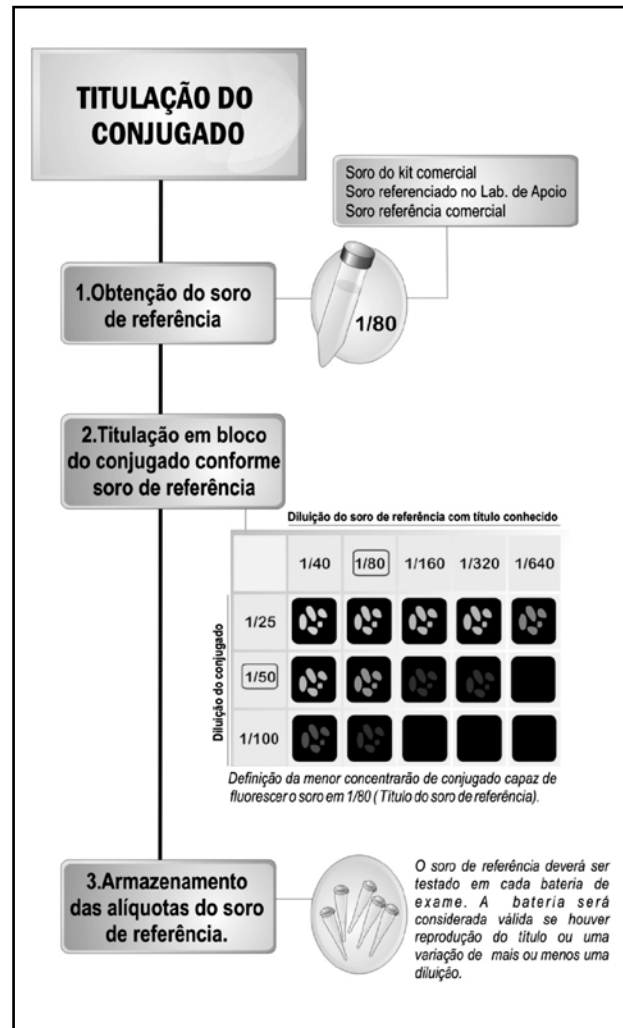 TITULAÇÃO DO
CONJUGADO
Soro do kit comercial
Soro referenciado no Lab. de Apoio
Soro referência comercial
1.Obtenção do soro
de referência
1/80
2.Titulação em bloco
do conjugado conforme
soro de referência
Diluição do soro de referência com título conhecido
1/40 1/80 1/160 1/320 1/640
Diluição do conjugado
1/25
1/50
1/100
Definição da menor concentrarão de conjugado capaz de
fluorescer o soro em 1/80 ( Título do soro de referência).
3.Armazenamento
das alíquotas do soro
de referência.
O soro de referência deverá ser
testado em cada bateria de
exame. A bateria será
considerada válida se houver
reprodução do titulo ou uma
variação de mais ou menos uma
diluição.